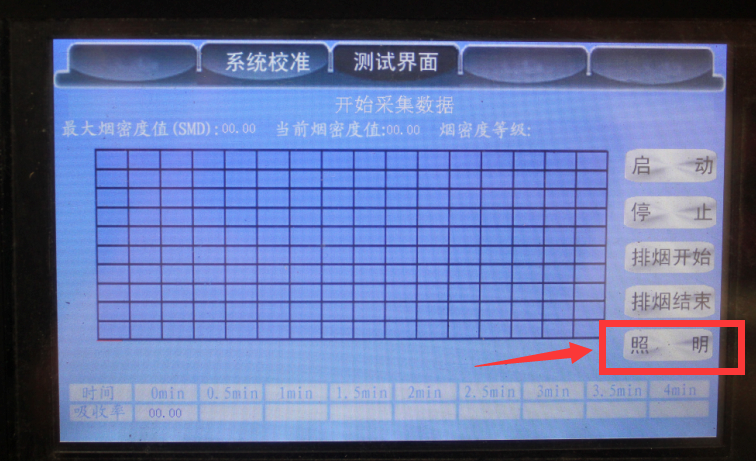 系统校准 测试界面
开始采集数据
最大烟密度值(SMD):00.00 当前烟密度值:00.00 烟密度等级:
启 动
停 止
排烟开始
排烟结束
照 明
时间 0min 0.5min 1min 1.5min 2min 2.5min 3min 3.5min 4min
吸收率 00.00